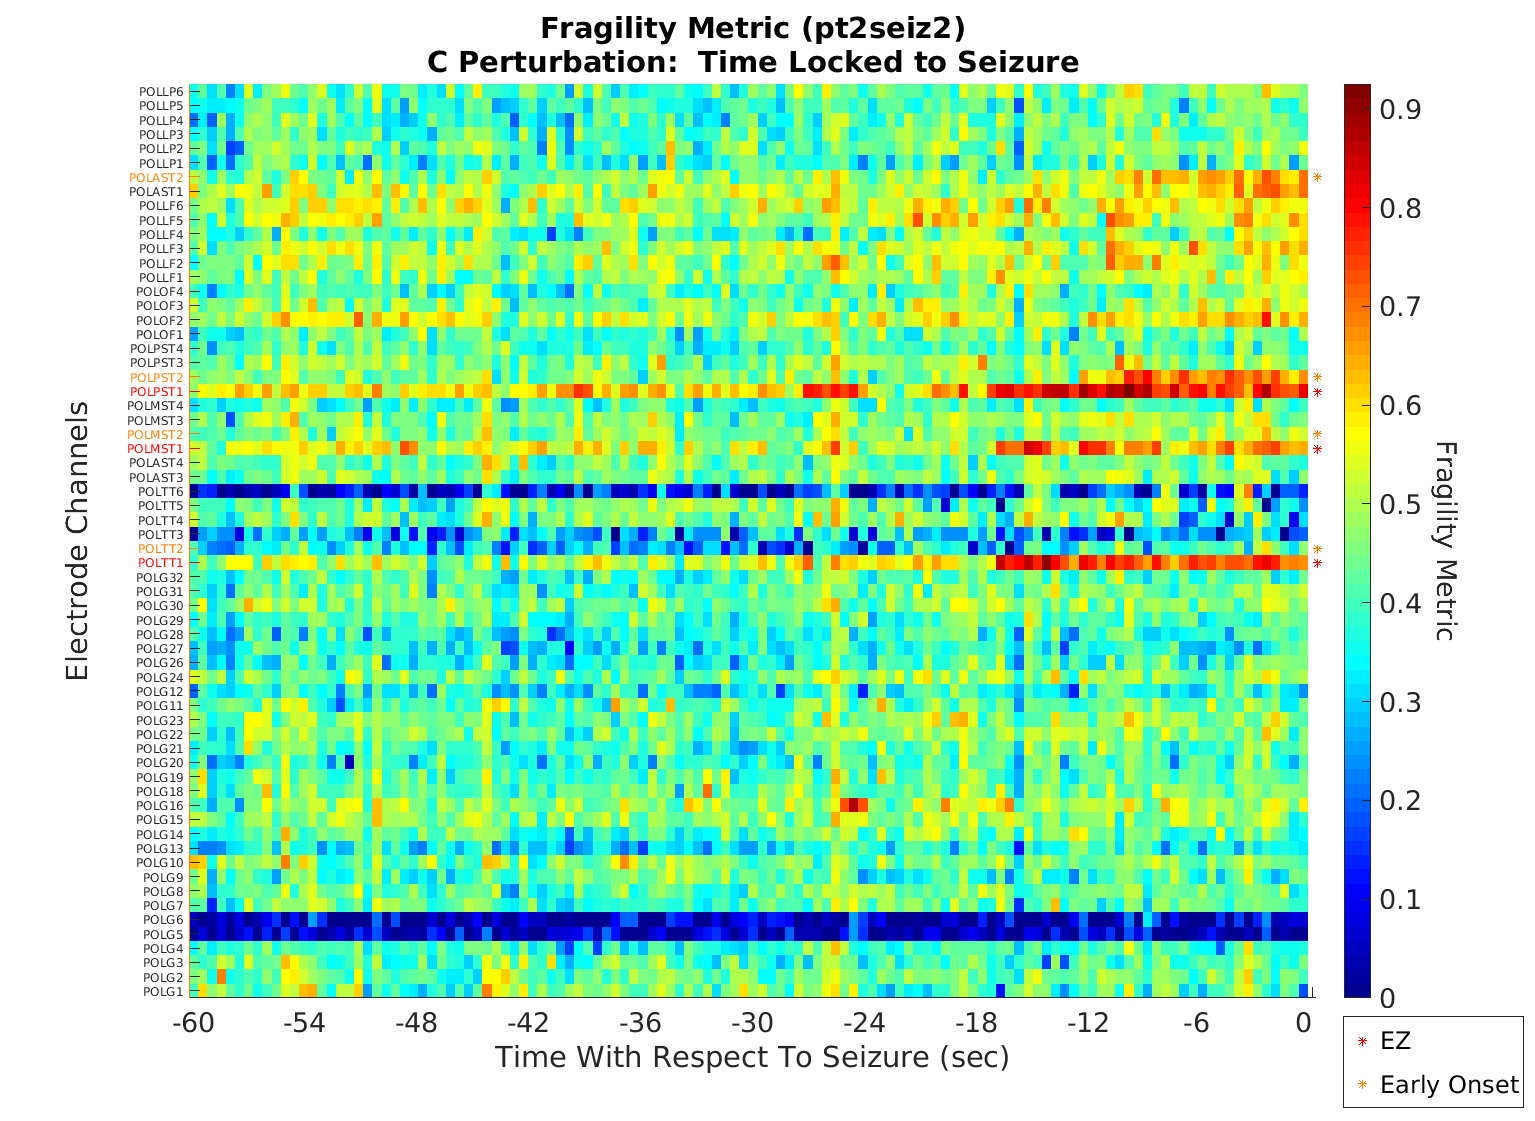 Fragility Metric (pt2seiz2)
C Perturbation:  Time Locked to Seizure
Electrode Channels
POLLP6
POLLP5
POLLP4
POLLP3
POLLP2
POLLP1
POLAST2
POLAST1
POLLF6
POLLF5
POLLF4
POLLF3
POLLF2
POLLF1
POLOF4
POLOF3
POLOF2
POLOF1
POLPST4
POLPST3
POLPST2
POLPST1
POLMST4
POLMST3
POLMST2
POLMST1
POLAST4
POLAST3
POLTT6
POLTT5
POLTT4
POLTT3
POLTT2
POLTT1
POLG32
POLG31
POLG30
POLG29
POLG28
POLG27
POLG26
POLG24
POLG12
POLG11
POLG23
POLG22
POLG21
POLG20
POLG19
POLG18
POLG16
POLG15
POLG14
POLG13
POLG10
POLG9
POLG8
POLG7
POLG6
POLG5
POLG4
POLG3
POLG2
POLG1
-60 -54 -48 -42 -36 -30 -24 -18 -12 -6 0
Time With Respect To Seizure (sec)
0.9
0.8
0.7
0.6
0.5
0.4
0.3
0.2
0.1
0
Fragility Metric
EZ
Early Onset